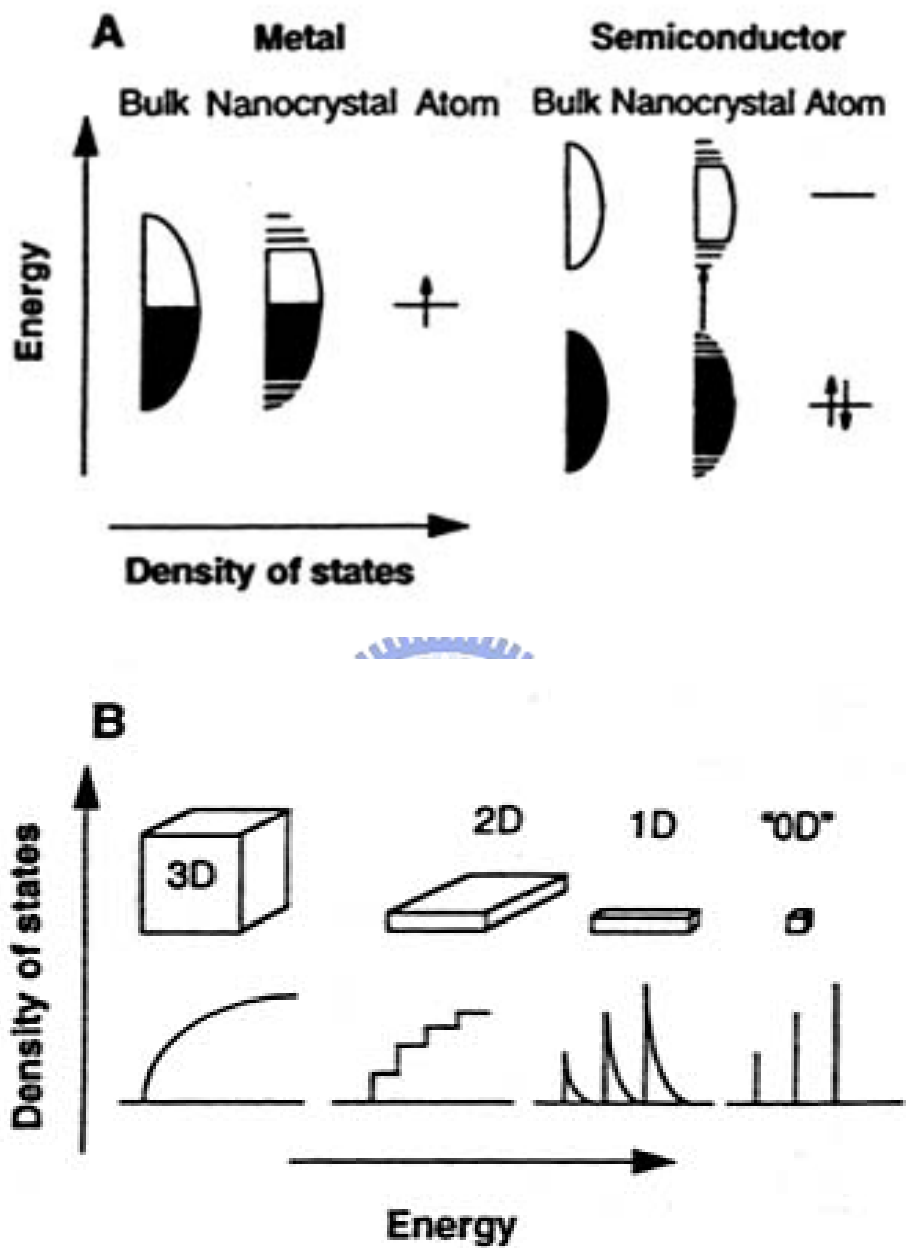 A
Metal
Semiconductor
Bulk Nanocrystal Atom
Bulk Nanocrystal Atom
Energy
Density of states
B
3D
2D
1D
"0D"
Density of states
Energy